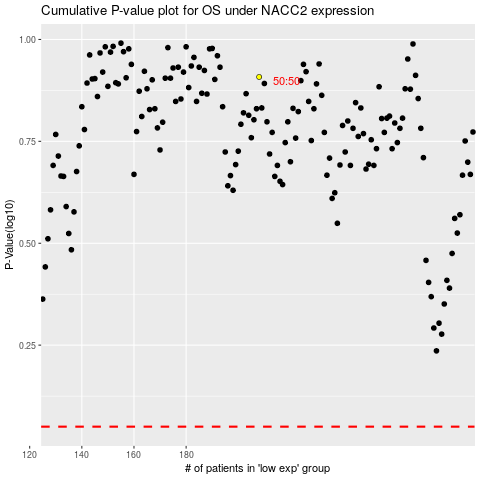 Cumulative P-value plot for OS under NACC2 expression
1.00
50:50
0.75
P-Value(log10)
0.50
0.25
120 140 160 180
# of patients in 'low exp' group